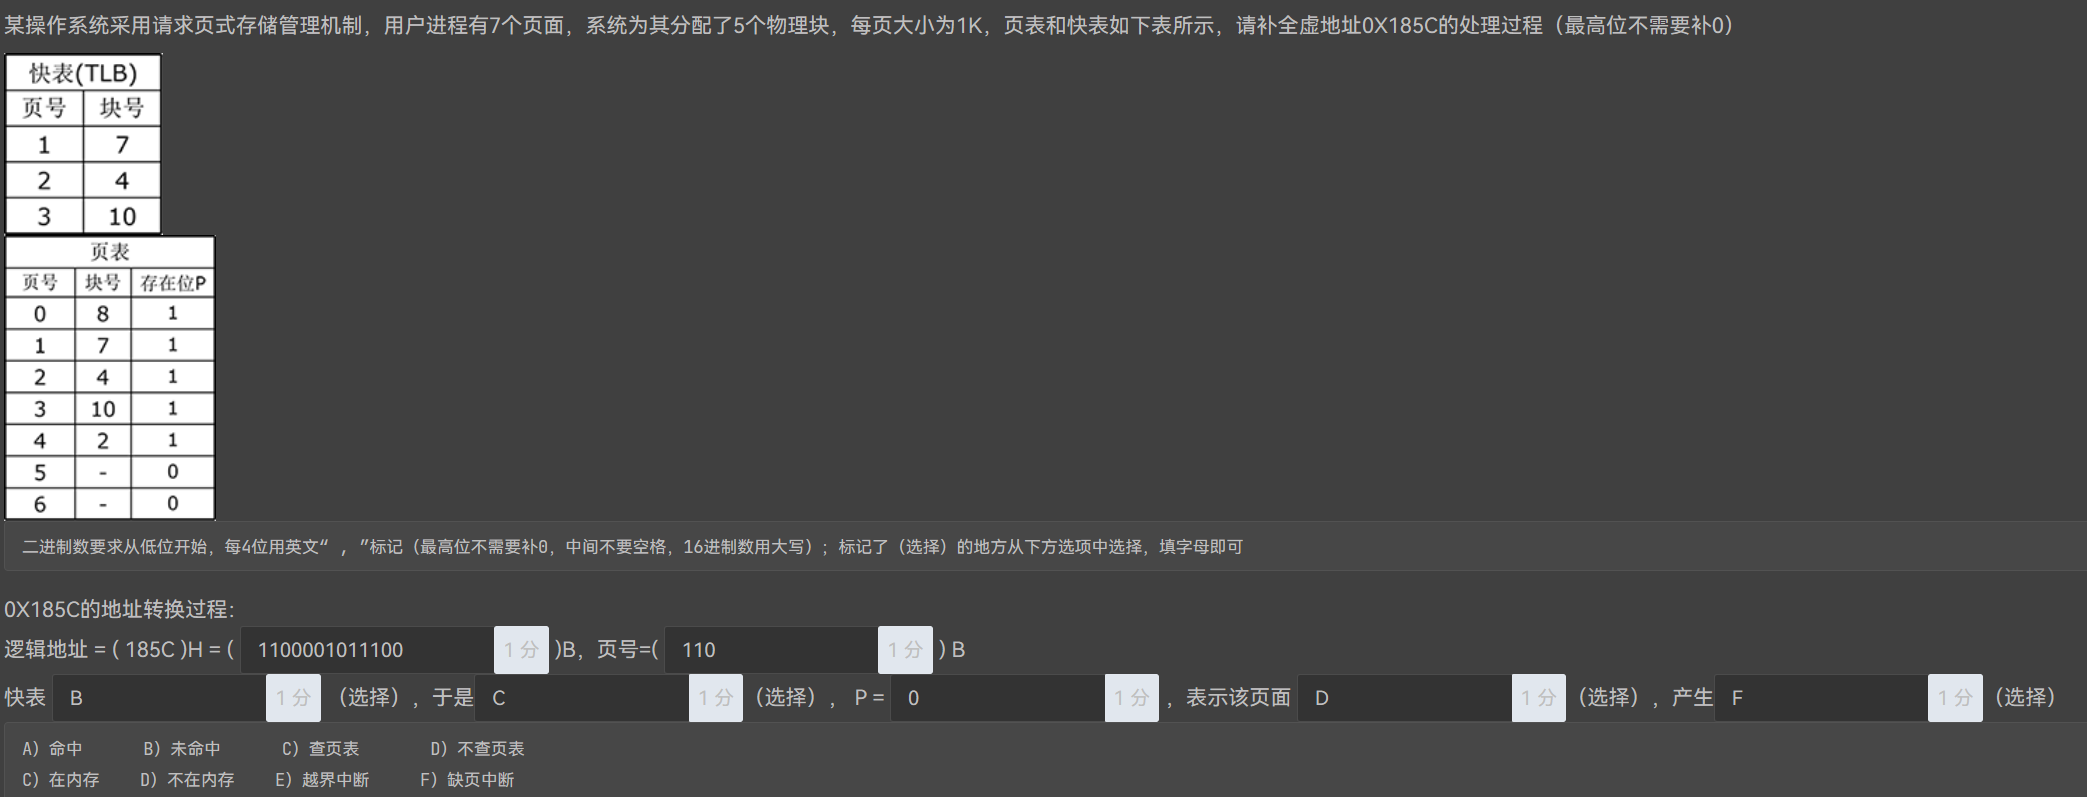 某操作系统采用请求页式存储管理机制，用户进程有7个页面，系统为其分配了5个物理块，每页大小为1K，页表和快表如下表所示，请补全虚地址0X185C的处理过程（最高位不需要补0）
快表(TLB)
页号 块号
1 7
2 4
3 10
页表
页号 块号 存在位P
0 8 1
1 7 1
2 4 1
3 10 1
4 2 1
5 - 0
6 - 0
二进制数要求从低位开始，每4位用英文“ , ”标记（最高位不需要补0，中间不要空格，16进制数用大写）；标记了（选择）的地方从下方选项中选择，填字母即可
0X185C的地址转换过程：
逻辑地址 = ( 185C )H = ( 1100001011100 1 分 )B，页号=( 110 1 分 ) B
快表 B 1 分 （选择），于是 C 1 分 （选择）， P = 0 1 分 ，表示该页面 D 1 分 （选择），产生 F 1 分 （选择）
A）命中 B）未命中 C）查页表 D）不查页表
C）在内存 D）不在内存 E）越界中断 F）缺页中断